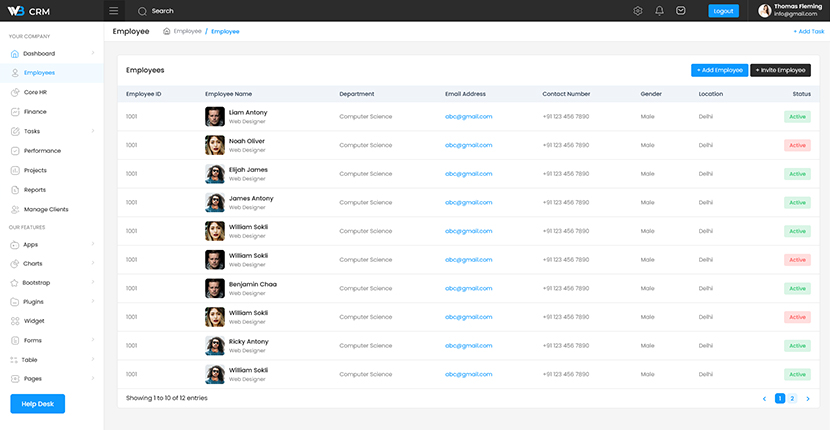 W3 CRM
Search
Logout
Thomas Fleming
info@gmail.com
Employee
Employee / Employee
+ Add Task
YOUR COMPANY
Dashboard
Employees
Core HR
Finance
Tasks
Performance
Projects
Reports
Manage Clients
OUR FEATURES
Apps
Charts
Bootstrap
Plugins
Widget
Forms
Table
Pages
Help Desk
Employees
+ Add Employee
+ Invite Employee
Employee ID Employee Name Department Email Address Contact Number Gender Location Status
1001 Liam Antony Computer Science abc@gmail.com +91 123 456 7890 Male Delhi Active
Web Designer
1001 Noah Oliver Computer Science abc@gmail.com +91 123 456 7890 Male Delhi Active
Web Designer
1001 Elijah James Computer Science abc@gmail.com +91 123 456 7890 Male Delhi Active
Web Designer
1001 James Antony Computer Science abc@gmail.com +91 123 456 7890 Male Delhi Active
Web Designer
1001 William Sokli Computer Science abc@gmail.com +91 123 456 7890 Male Delhi Active
Web Designer
1001 William Sokli Computer Science abc@gmail.com +91 123 456 7890 Male Delhi Active
Web Designer
1001 Benjamin Chaa Computer Science abc@gmail.com +91 123 456 7890 Male Delhi Active
Web Designer
1001 William Sokli Computer Science abc@gmail.com +91 123 456 7890 Male Delhi Active
Web Designer
1001 Ricky Antony Computer Science abc@gmail.com +91 123 456 7890 Male Delhi Active
Web Designer
1001 William Sokli Computer Science abc@gmail.com +91 123 456 7890 Male Delhi Active
Web Designer
Showing 1 to 10 of 12 entries
1 2